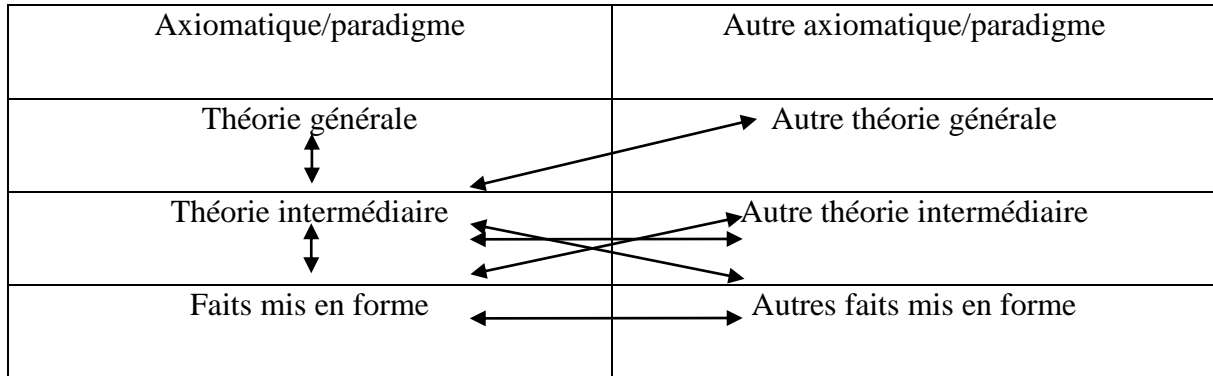 Axiomatique/paradigme
Autre axiomatique/paradigme
Théorie générale
Autre théorie générale
Théorie intermédiaire
Autre théorie intermédiaire
Faits mis en forme
Autres faits mis en forme